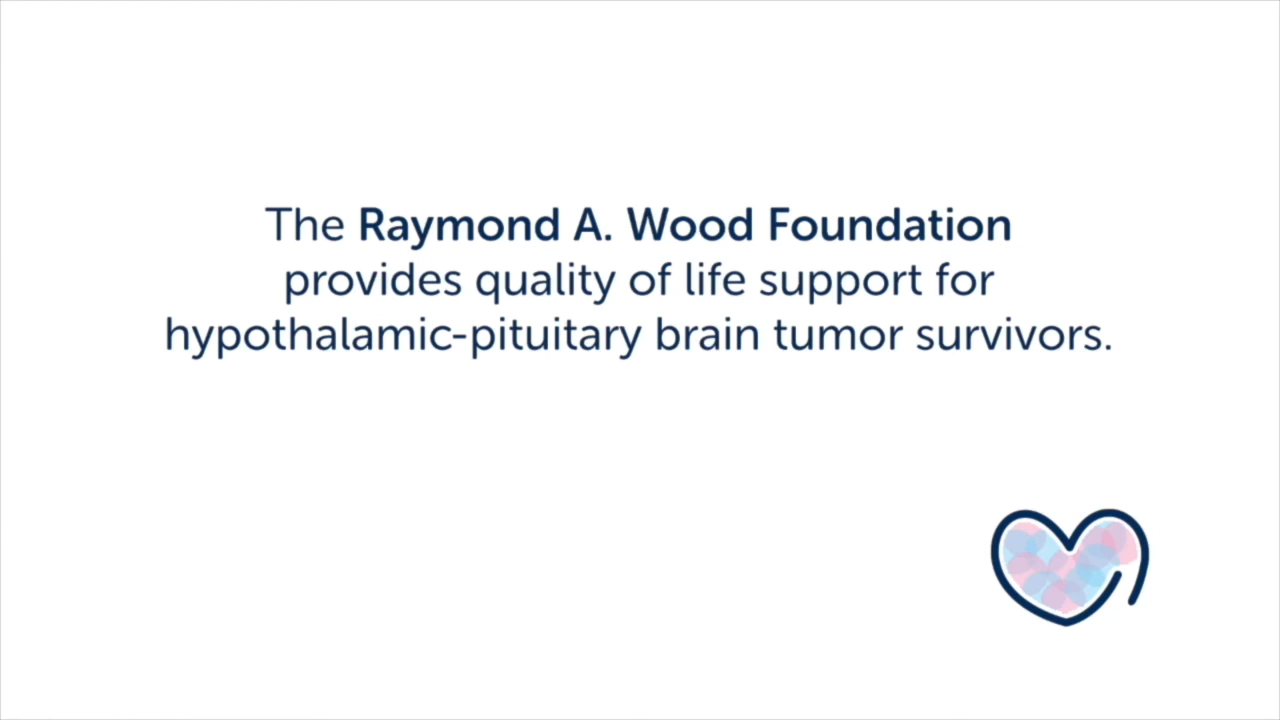 The Raymond A. Wood Foundation
provides quality of life support for
hypothalamic-pituitary brain tumor survivors.